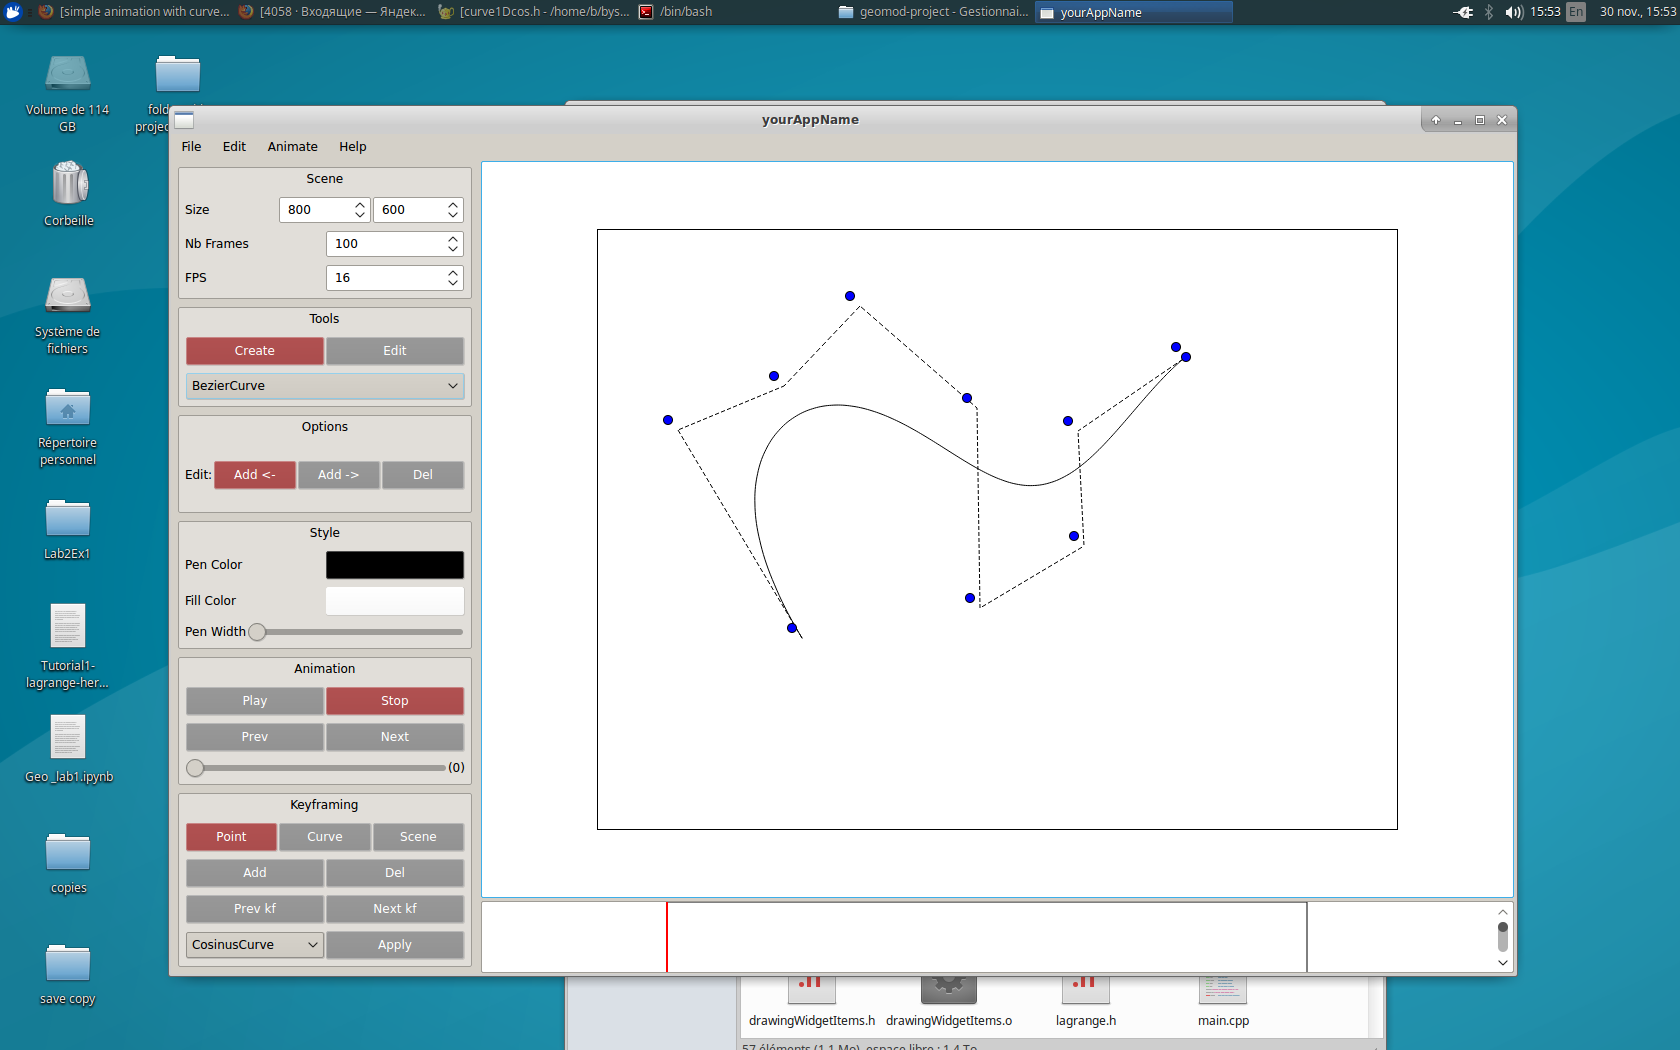 [simple animation with curve...
[4058 · Входящие — Яндек...
[curve1Dcos.h - /home/b/bys...
/bin/bash
geomod-project - Gestionnai...
yourAppName
15:53
En
30 nov., 15:53
Volume de 114
GB
Corbeille
Système de
fichiers
Répertoire
personnel
Lab2Ex1
Tutorial1-
lagrange-her...
Geo_lab1.ipynb
copies
save copy
yourAppName
File
Edit
Animate
Help
Scene
Size
800
600
Nb Frames
100
FPS
16
Tools
Create
Edit
BezierCurve
Options
Edit:
Add <-
Add ->
Del
Style
Pen Color
Fill Color
Pen Width
Animation
Play
Stop
Prev
Next
(0)
Keyframing
Point
Curve
Scene
Add
Del
Prev kf
Next kf
CosinusCurve
Apply
drawingWidgetItems.h
drawingWidgetItems.o
lagrange.h
main.cpp
57 éléments (1,1 Mo), espace libre : 1,4 To